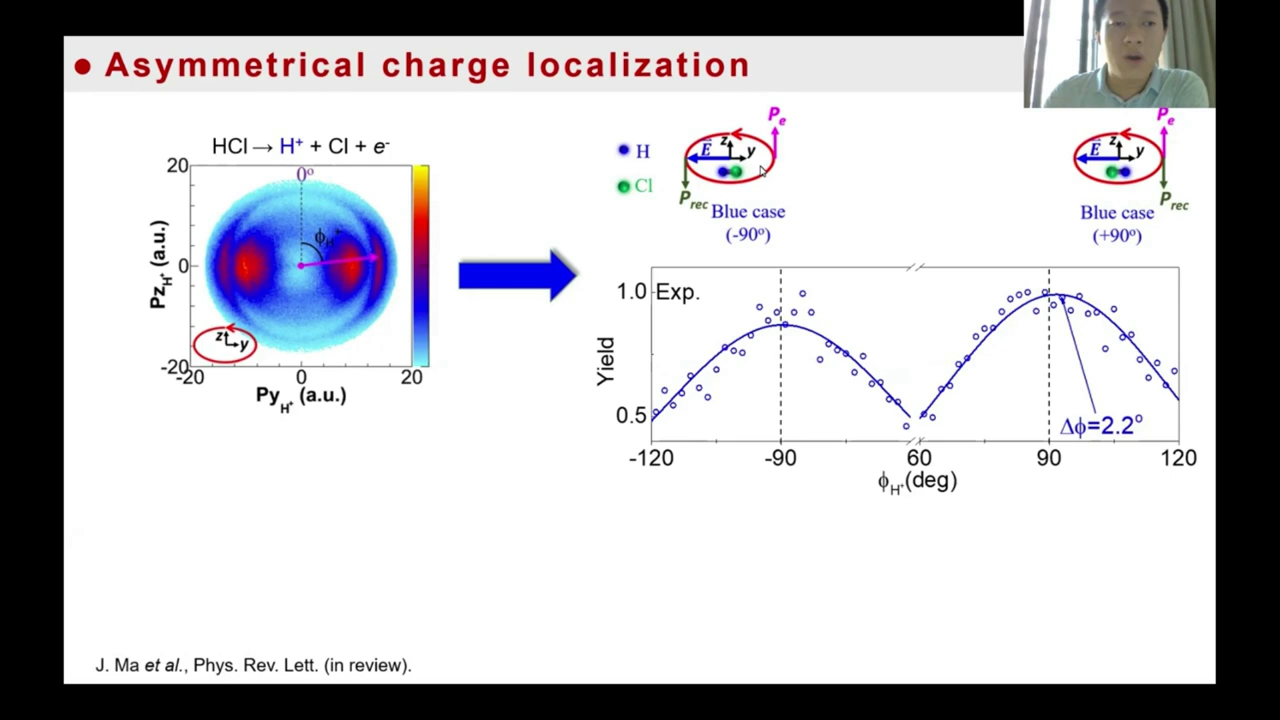 ● Asymmetrical charge localization
HCl → H⁺ + Cl + e⁻
20
0
-20
-20
0
20
Pz_H⁺ (a.u.)
Py_H⁺ (a.u.)
0°
ϕ_H⁺
z
y
H
Cl
E
z
y
P_e
P_rec
Blue case
(-90°)
E
z
y
P_e
P_rec
Blue case
(+90°)
Exp.
1.0
0.5
Yield
Δϕ=2.2°
-120
-90
60
90
120
ϕ_H⁺(deg)
J. Ma et al., Phys. Rev. Lett. (in review).